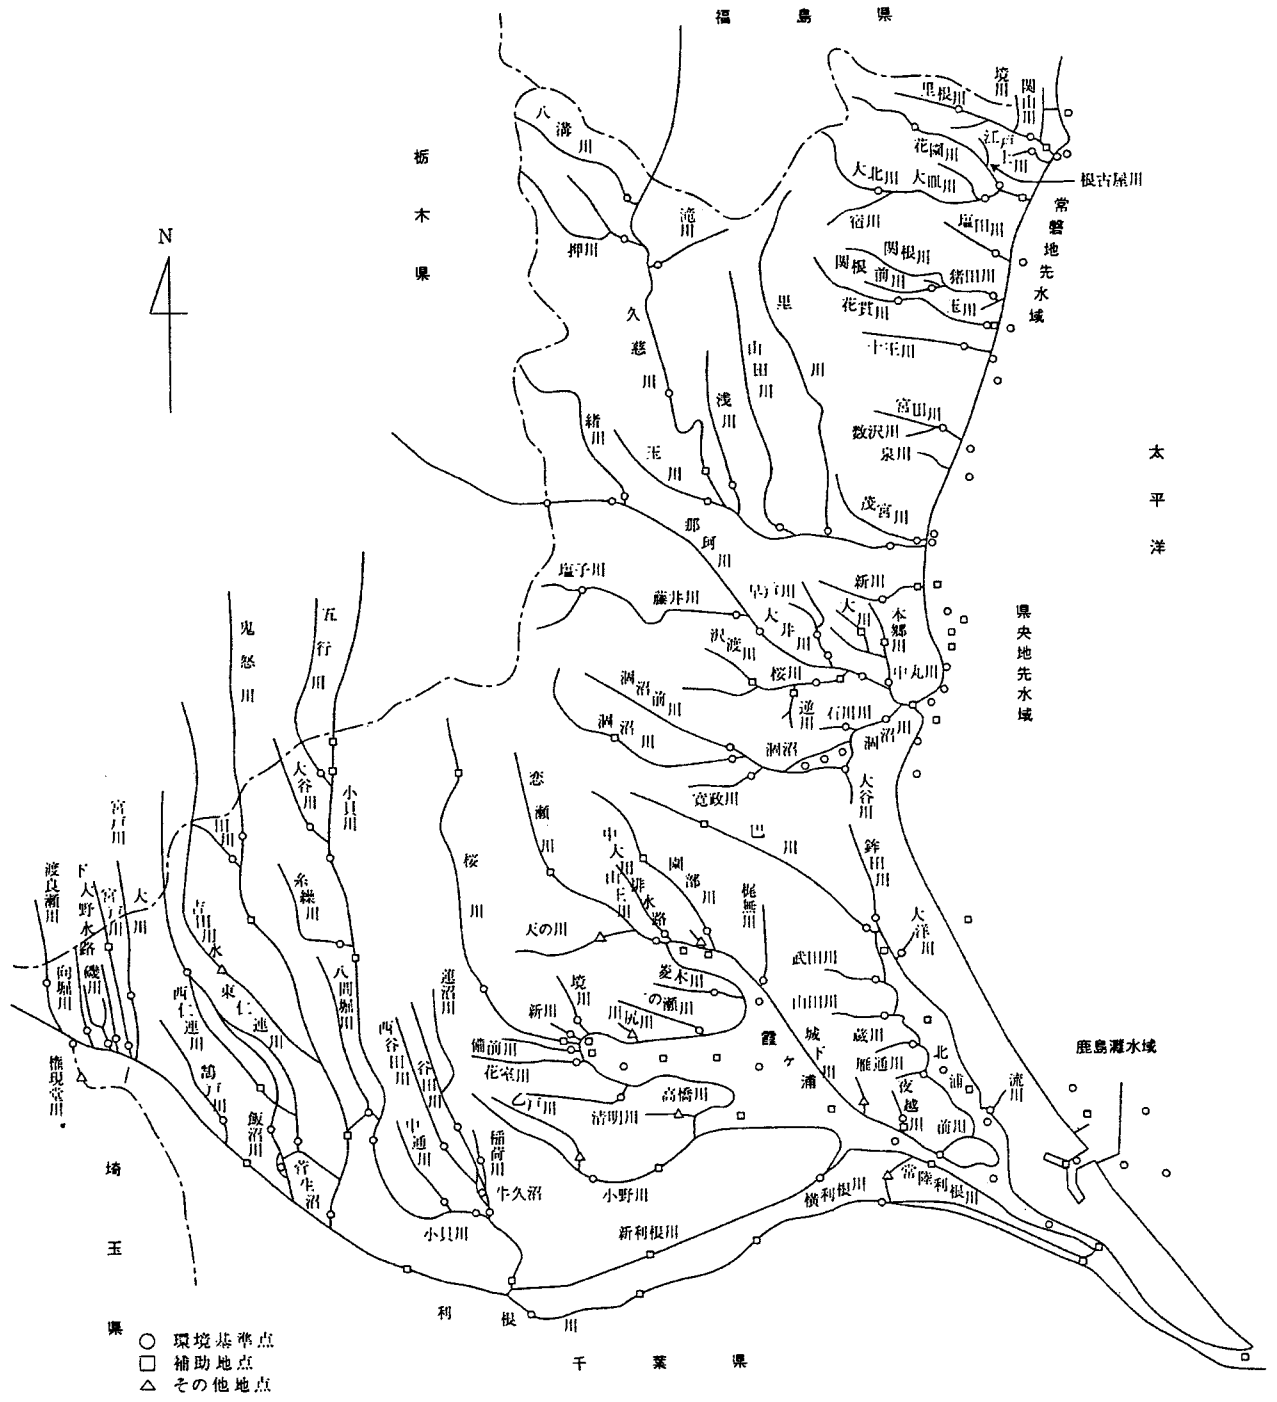 福島県
栃木県
N
八溝川
押川
滝川
久慈川
里川
山田川
浅川
玉川
緒川
里根川
境川
関山川
江戸上川
花園川
根古屋川
大北川
宿川
塩田川
常磐地先水域
関根川
関根前川
猪田川
玉川
花貫川
十王川
宮田川
数沢川
泉川
茂宮川
太平洋
那珂川
塩子川
藤井川
早戸川
新川
大井川
大川
本郷川
中丸川
県央地先水域
沢渡川
桜川
逆川
石川川
涸沼前川
涸沼川
涸沼
涸沼川
大谷川
寛政川
鬼怒川
五行川
大谷川
小貝川
田川
糸繰川
宮戸川
大川
渡良瀬川
宮戸川
向堀川
磯川
吉田用水
東仁連川
西仁連川
八間堀川
権現堂川
鵠戸川
飯沼川
菅生沼
桜川
恋瀬川
天の川
中大用排水路
山王川
園部川
梶無川
巴川
鉾田川
大洋川
武田川
山田川
蔵川
雁通川
夜越川
北浦
流川
前川
城下川
霞ヶ浦
菱木川
一の瀬川
境川
新川
川尻川
備前川
花室川
乙戸川
清明川
高橋川
小野川
蓮沼川
西谷田川
谷田川
中通川
稲荷川
牛久沼
小貝川
新利根川
横利根川
常陸利根川
鹿島灘水域
利根川
埼玉県
千葉県
○ 環境基準点
□ 補助地点
△ その他地点